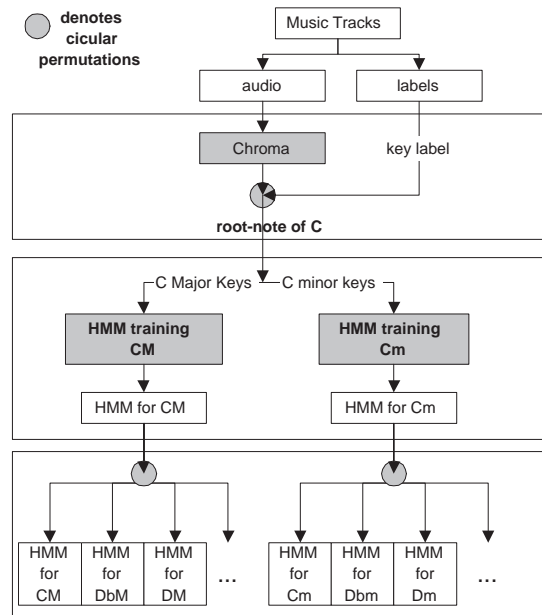 denotes
cicular
permutations
Music Tracks
audio
labels
Chroma
key label
root-note of C
C Major Keys
C minor keys
HMM training
CM
HMM training
Cm
HMM for CM
HMM for Cm
HMM
for
CM
HMM
for
DbM
HMM
for
DM
...
HMM
for
Cm
HMM
for
Dbm
HMM
for
Dm
...